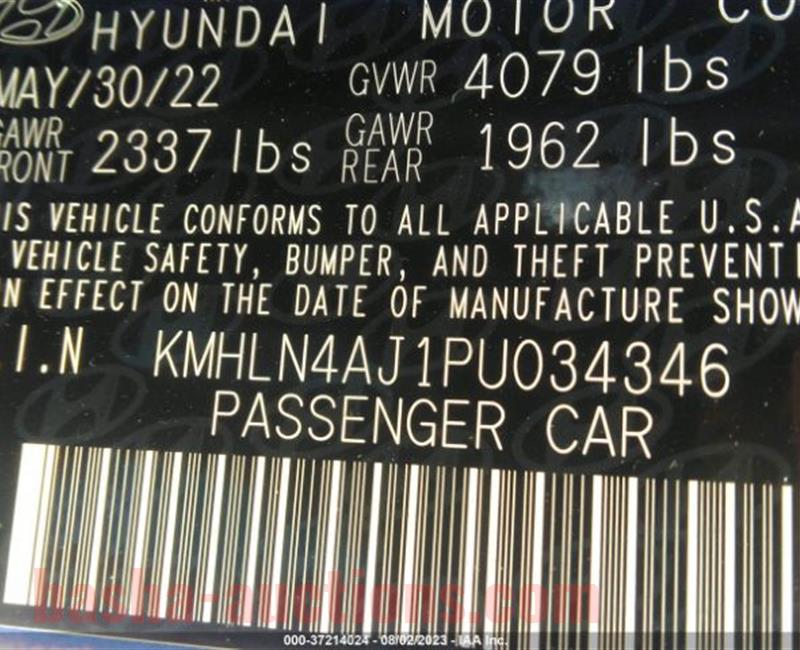 HYUNDAI MOTOR CO
MAY/30/22 GVWR 4079 lbs
GAWR FRONT 2337 lbs GAWR REAR 1962 lbs
IS VEHICLE CONFORMS TO ALL APPLICABLE U.S.A
VEHICLE SAFETY, BUMPER, AND THEFT PREVENTI
N EFFECT ON THE DATE OF MANUFACTURE SHOW
.I.N KMHLN4AJ1PU034346
PASSENGER CAR
basha-auctions.com
000-37214024 - 08/02/2023 - IAA Inc.